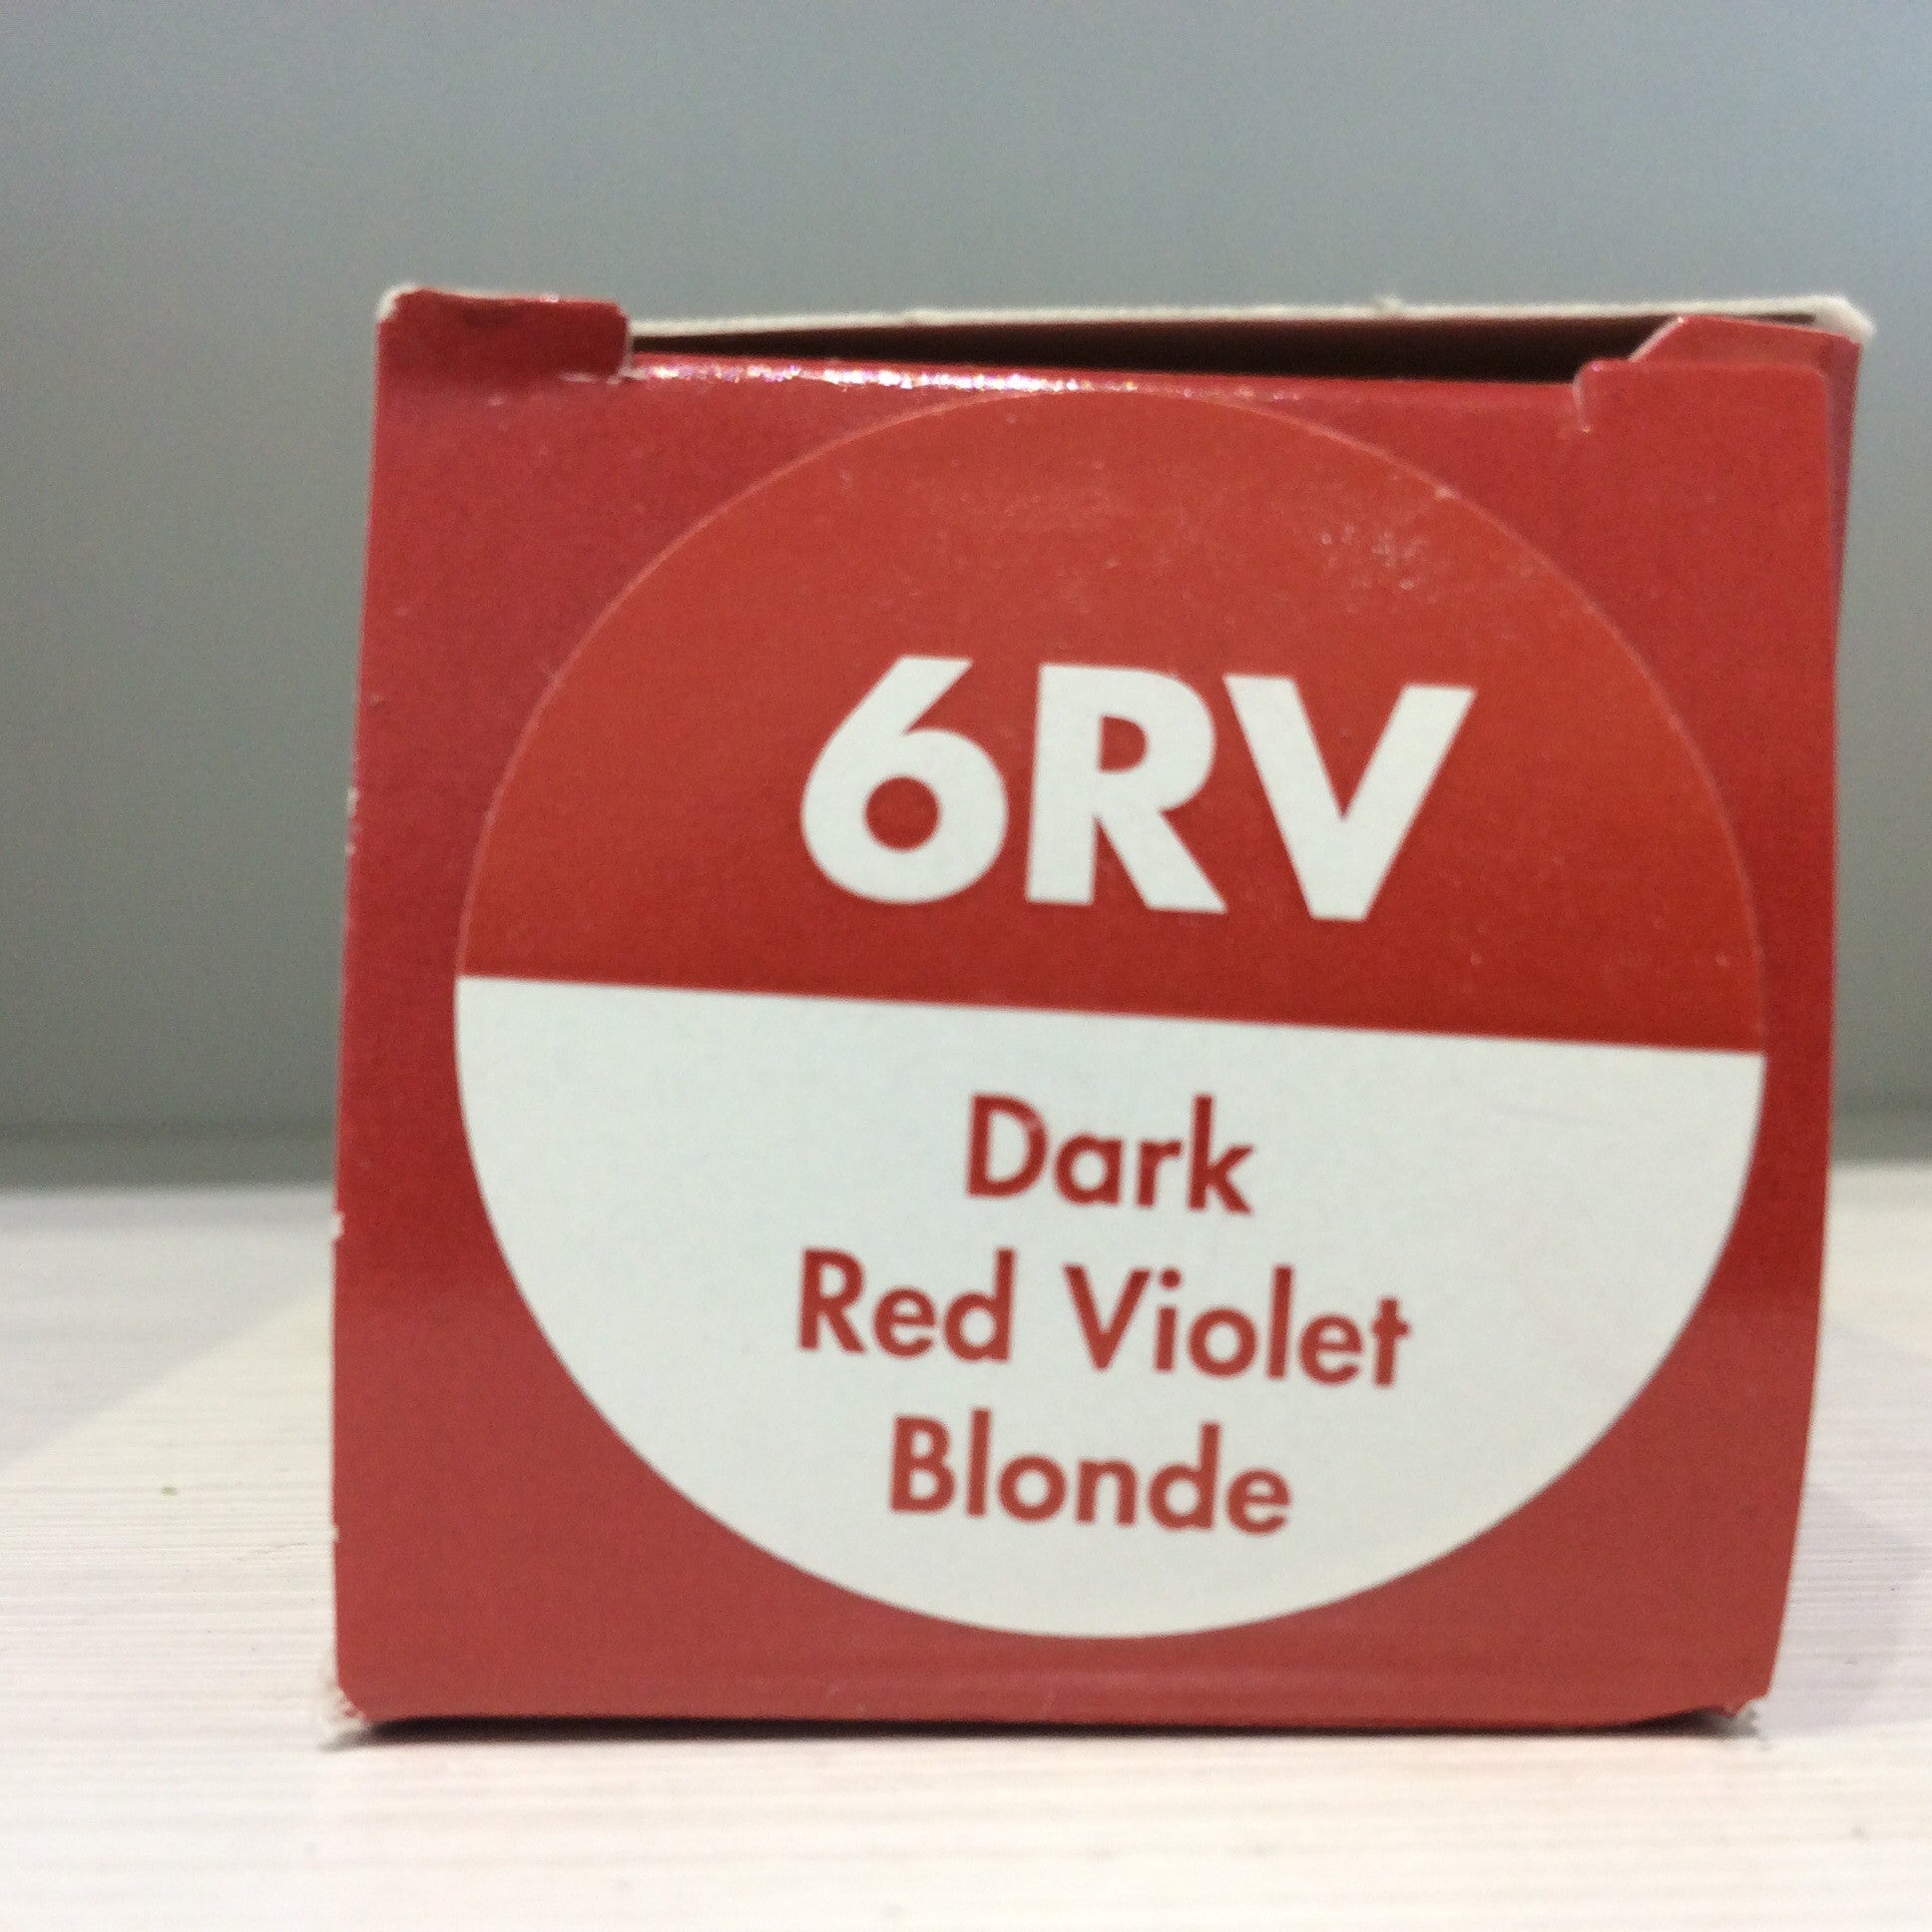 6RV
Dark
Red Violet
Blonde